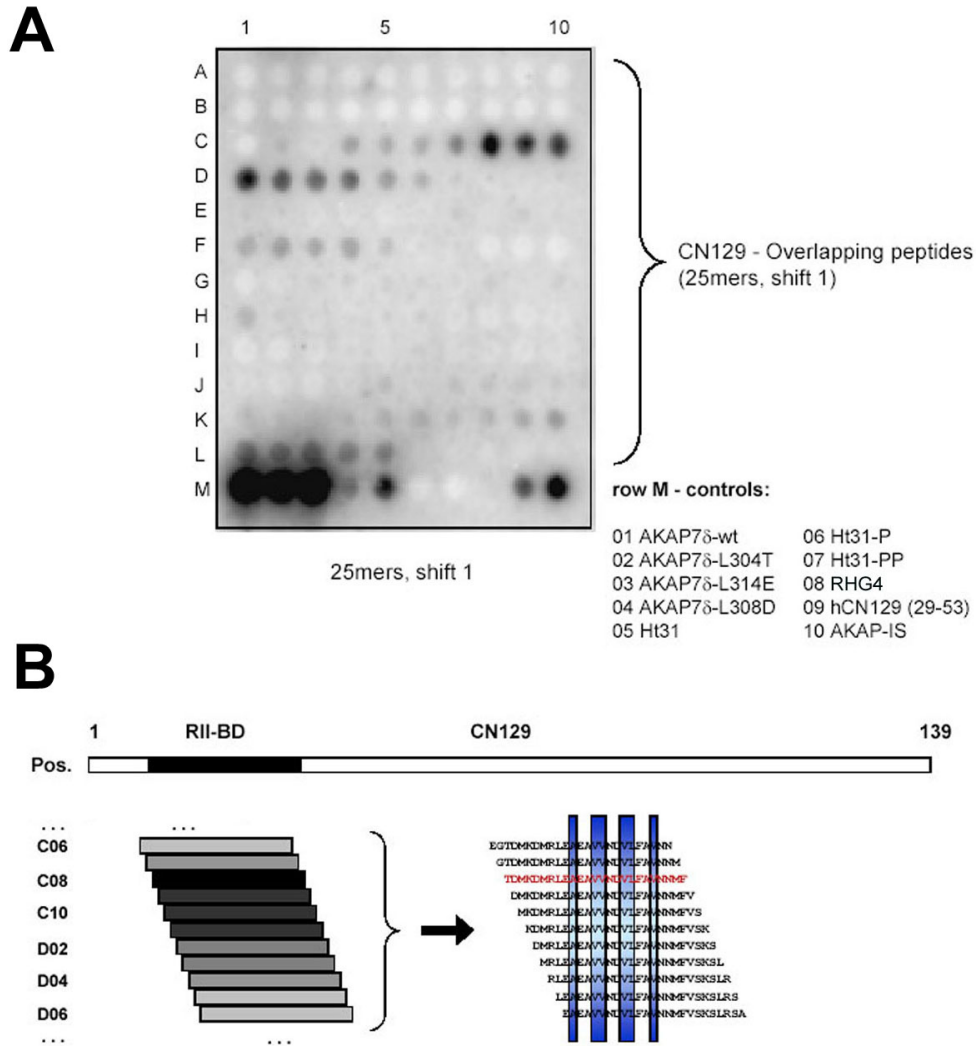 A
1 5 10
A
B
C
D
E
F
G
H
I
J
K
L
M
CN129 - Overlapping peptides
(25mers, shift 1)
25mers, shift 1
row M - controls:
01 AKAP7δ-wt 06 Ht31-P
02 AKAP7δ-L304T 07 Ht31-PP
03 AKAP7δ-L314E 08 RHG4
04 AKAP7δ-L308D 09 hCN129 (29-53)
05 Ht31 10 AKAP-IS
B
1 RII-BD CN129 139
Pos.
... ...
C06 EGTDMKDMRLEAEAVVNDVLFAVNN
GTDMKDMRLEAEAVVNDVLFAVNNM
C08 TDMKDMRLEAEAVVNDVLFAVNNMF
DMKDMRLEAEAVVNDVLFAVNNMFV
C10 MKDMRLEAEAVVNDVLFAVNNMFVS
KDMRLEAEAVVNDVLFAVNNMFVSK
D02 DMRLEAEAVVNDVLFAVNNMFVSKS
MRLEAEAVVNDVLFAVNNMFVSKSL
D04 RLEAEAVVNDVLFAVNNMFVSKSLR
LEAEAVVNDVLFAVNNMFVSKSLRS
D06 EAEAVVNDVLFAVNNMFVSKSLRSA
... ...